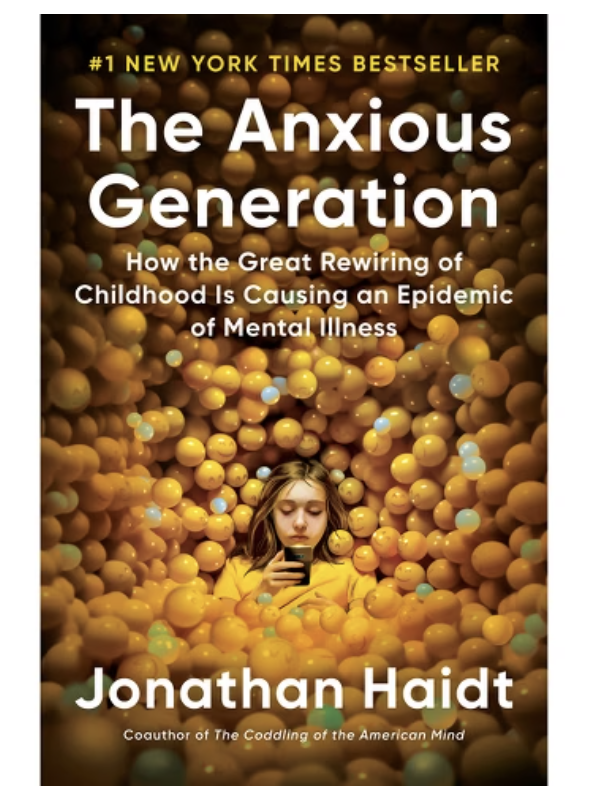 #1 NEW YORK TIMES BESTSELLER
The Anxious
Generation
How the Great Rewiring of
Childhood Is Causing an Epidemic
of Mental Illness
Jonathan Haidt
Coauthor of The Coddling of the American Mind